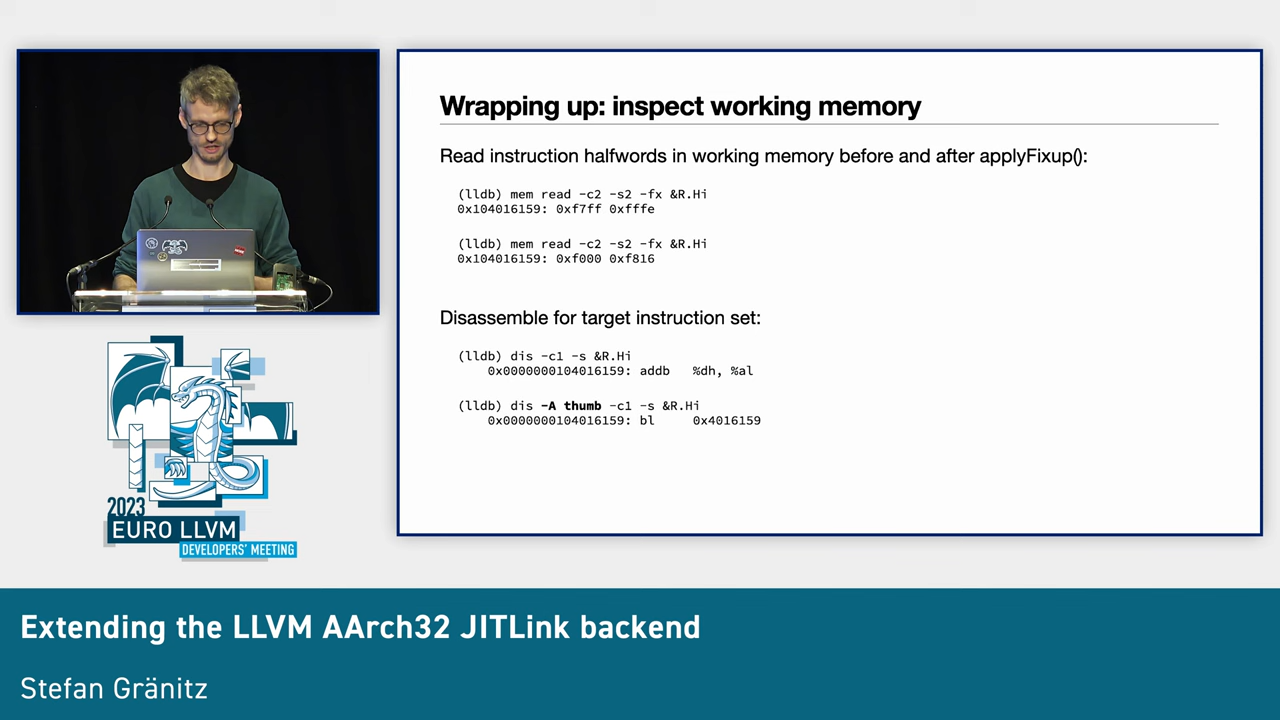 Wrapping up: inspect working memory
Read instruction halfwords in working memory before and after applyFixup():
(lldb) mem read -c2 -s2 -fx &R.Hi
0x104016159: 0xf7ff 0xfffe
(lldb) mem read -c2 -s2 -fx &R.Hi
0x104016159: 0xf000 0xf816
Disassemble for target instruction set:
(lldb) dis -c1 -s &R.Hi
0x0000000104016159: addb %dh, %al
(lldb) dis -A thumb -c1 -s &R.Hi
0x0000000104016159: bl 0x4016159
2023
EURO LLVM
DEVELOPERS' MEETING
Extending the LLVM AArch32 JITLink backend
Stefan Gränitz